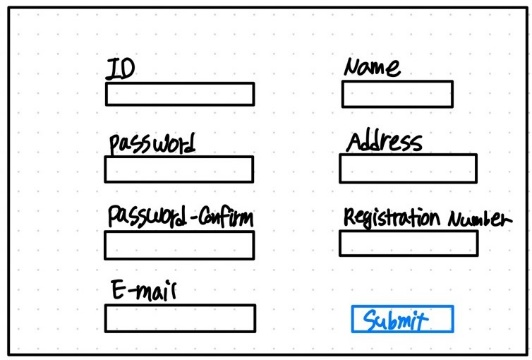 ID
Name
password
Address
password-Confirm
Registration Number
E-mail
Submit